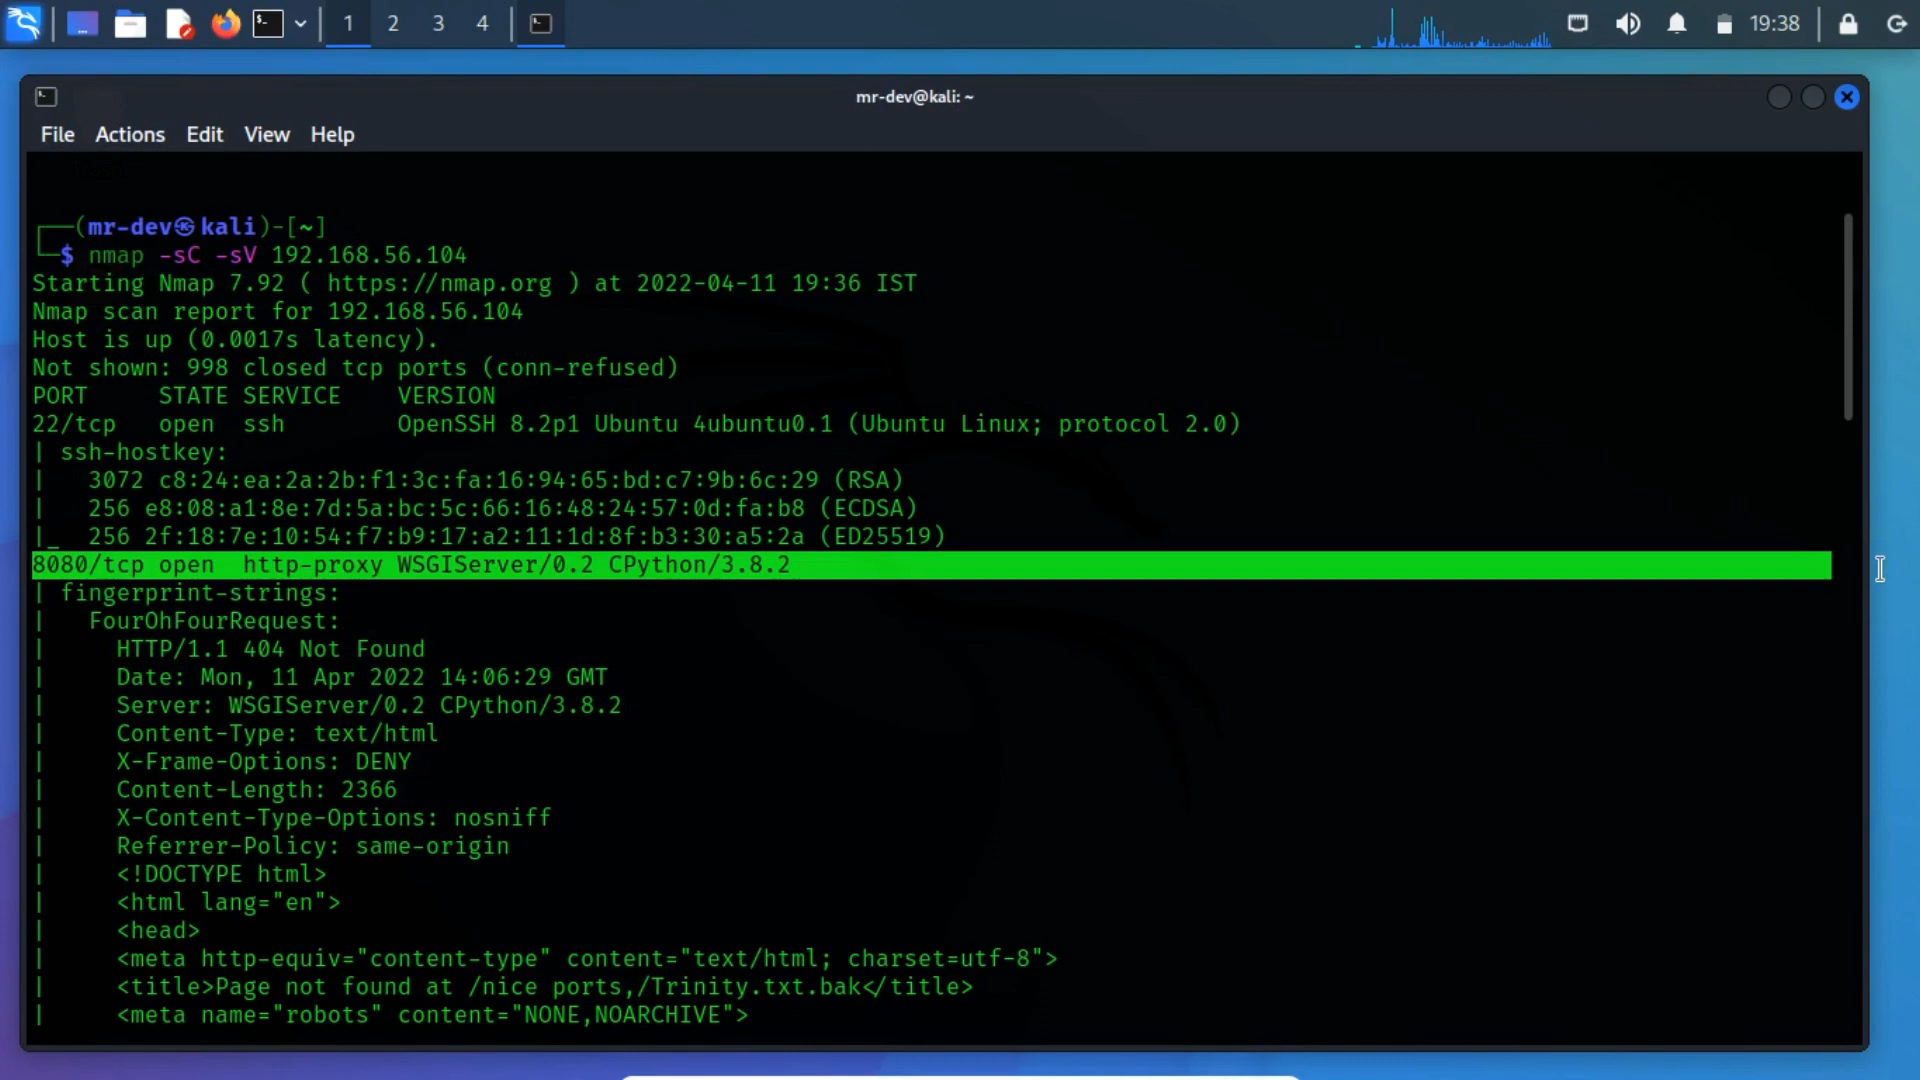 1 2 3 4 19:38
mr-dev@kali: ~
File Actions Edit View Help
┌──(mr-dev㉿kali)-[~]
└─$ nmap -sC -sV 192.168.56.104
Starting Nmap 7.92 ( https://nmap.org ) at 2022-04-11 19:36 IST
Nmap scan report for 192.168.56.104
Host is up (0.0017s latency).
Not shown: 998 closed tcp ports (conn-refused)
PORT     STATE SERVICE    VERSION
22/tcp   open  ssh        OpenSSH 8.2p1 Ubuntu 4ubuntu0.1 (Ubuntu Linux; protocol 2.0)
| ssh-hostkey:
|   3072 c8:24:ea:2a:2b:f1:3c:fa:16:94:65:bd:c7:9b:6c:29 (RSA)
|   256 e8:08:a1:8e:7d:5a:bc:5c:66:16:48:24:57:0d:fa:b8 (ECDSA)
|_  256 2f:18:7e:10:54:f7:b9:17:a2:11:1d:8f:b3:30:a5:2a (ED25519)
8080/tcp open  http-proxy WSGIServer/0.2 CPython/3.8.2
| fingerprint-strings:
|   FourOhFourRequest:
|     HTTP/1.1 404 Not Found
|     Date: Mon, 11 Apr 2022 14:06:29 GMT
|     Server: WSGIServer/0.2 CPython/3.8.2
|     Content-Type: text/html
|     X-Frame-Options: DENY
|     Content-Length: 2366
|     X-Content-Type-Options: nosniff
|     Referrer-Policy: same-origin
|     <!DOCTYPE html>
|     <html lang="en">
|     <head>
|     <meta http-equiv="content-type" content="text/html; charset=utf-8">
|     <title>Page not found at /nice ports,/Trinity.txt.bak</title>
|     <meta name="robots" content="NONE,NOARCHIVE">